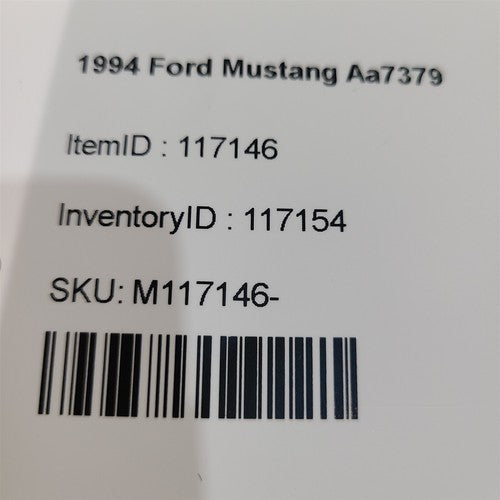 1994 Ford Mustang Aa7379
ItemID : 117146
InventoryID : 117154
SKU: M117146-